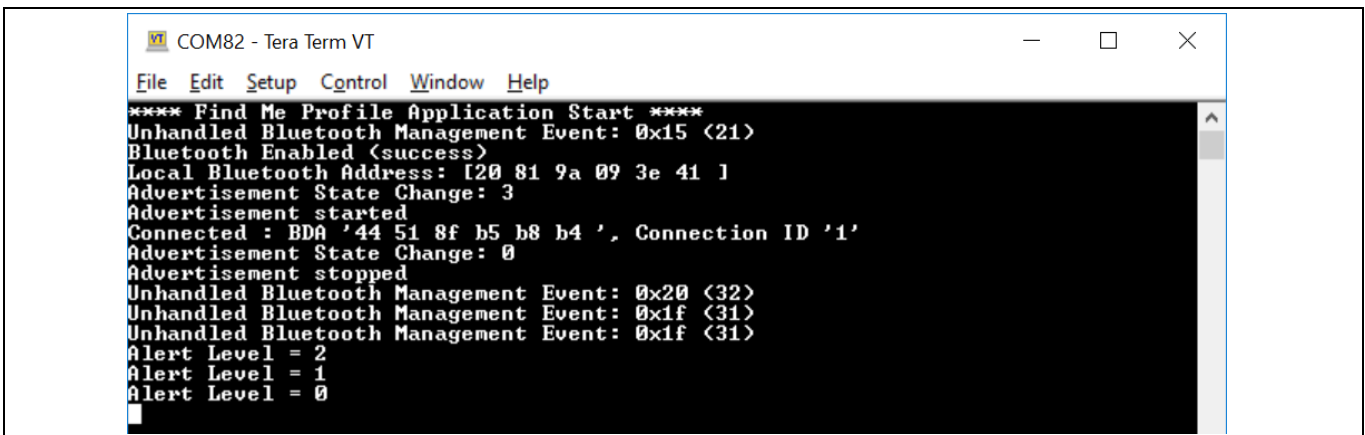 COM82 - Tera Term VT
File Edit Setup Control Window Help
**** Find Me Profile Application Start ****
Unhandled Bluetooth Management Event: 0x15 (21)
Bluetooth Enabled (success)
Local Bluetooth Address: [20 81 9a 09 3e 41 ]
Advertisement State Change: 3
Advertisement started
Connected : BDA '44 51 8f b5 b8 b4 ', Connection ID '1'
Advertisement State Change: 0
Advertisement stopped
Unhandled Bluetooth Management Event: 0x20 (32)
Unhandled Bluetooth Management Event: 0x1f (31)
Unhandled Bluetooth Management Event: 0x1f (31)
Alert Level = 2
Alert Level = 1
Alert Level = 0